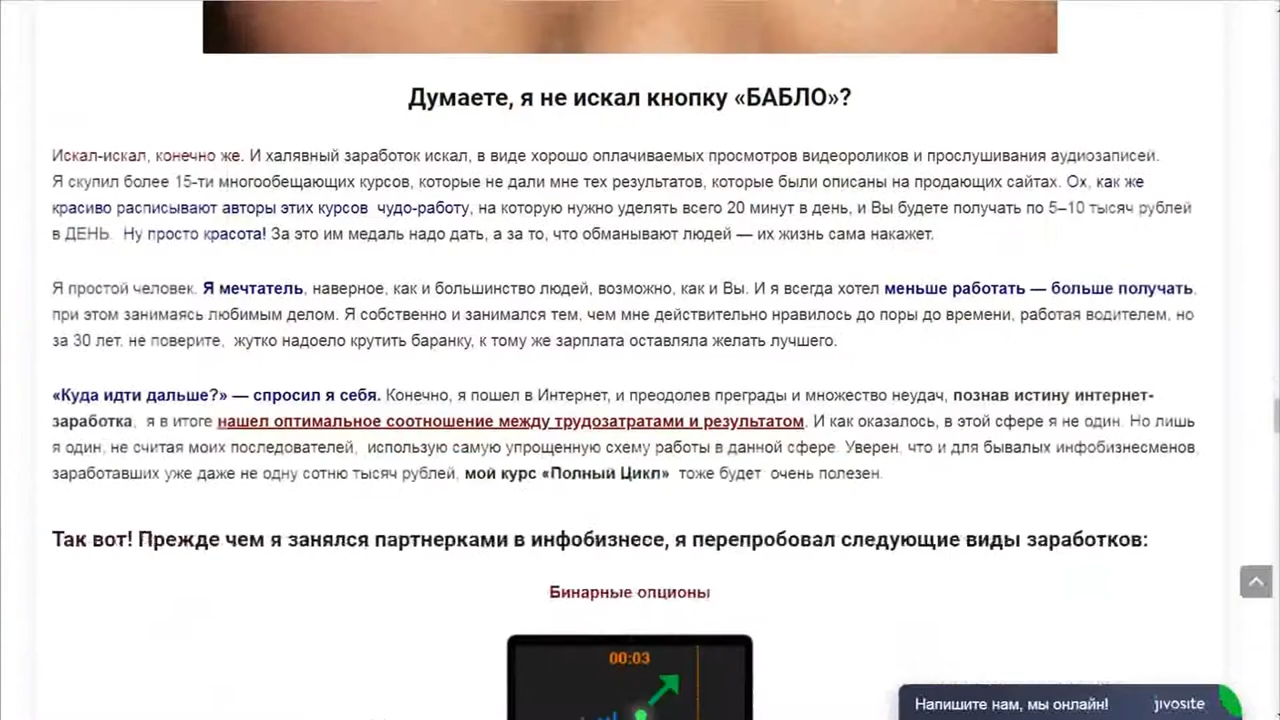 Думаете, я не искал кнопку «БАБЛО»?
Искал-искал, конечно же. И халявный заработок искал, в виде хорошо оплачиваемых просмотров видеороликов и прослушивания аудиозаписей.
Я скупил более 15-ти многообещающих курсов, которые не дали мне тех результатов, которые были описаны на продающих сайтах. Ох, как же
красиво расписывают авторы этих курсов чудо-работу, на которую нужно уделять всего 20 минут в день, и Вы будете получать по 5–10 тысяч рублей
в ДЕНЬ. Ну просто красота! За это им медаль надо дать, а за то, что обманывают людей — их жизнь сама накажет.
Я простой человек. Я мечтатель, наверное, как и большинство людей, возможно, как и Вы. И я всегда хотел меньше работать — больше получать,
при этом занимаясь любимым делом. Я собственно и занимался тем, чем мне действительно нравилось до поры до времени, работая водителем, но
за 30 лет, не поверите, жутко надоело крутить баранку, к тому же зарплата оставляла желать лучшего.
«Куда идти дальше?» — спросил я себя. Конечно, я пошел в Интернет, и преодолев преграды и множество неудач, познав истину интернет-
заработка, я в итоге нашел оптимальное соотношение между трудозатратами и результатом. И как оказалось, в этой сфере я не один. Но лишь
я один, не считая моих последователей, использую самую упрощенную схему работы в данной сфере. Уверен, что и для бывалых инфобизнесменов,
заработавших уже даже не одну сотню тысяч рублей, мой курс «Полный Цикл» тоже будет очень полезен.
Так вот! Прежде чем я занялся партнерками в инфобизнесе, я перепробовал следующие виды заработков:
Бинарные опционы
00:03
Напишите нам, мы онлайн! jivosite